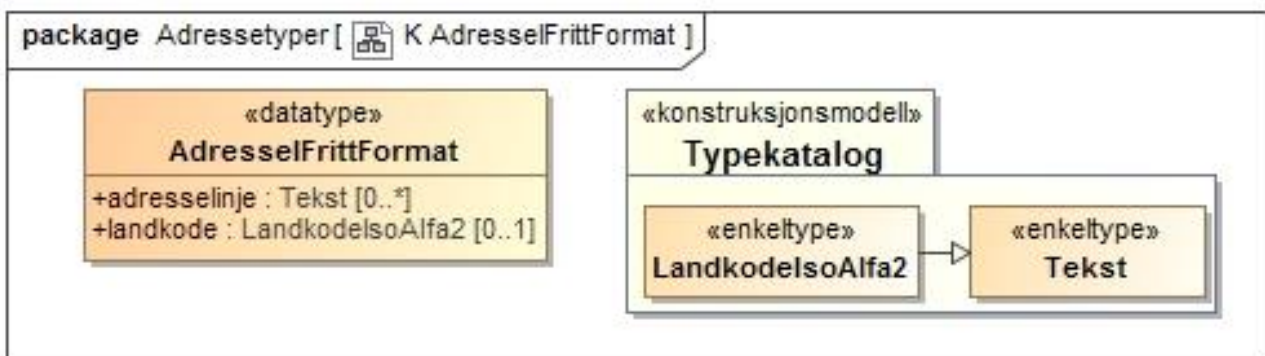 package Adressetyper [ K AdresseIFrittFormat ]
«datatype»
AdresseIFrittFormat
+adresselinje : Tekst [0..*]
+landkode : LandkodeIsoAlfa2 [0..1]
«konstruksjonsmodell»
Typekatalog
«enkeltype»
LandkodeIsoAlfa2
«enkeltype»
Tekst